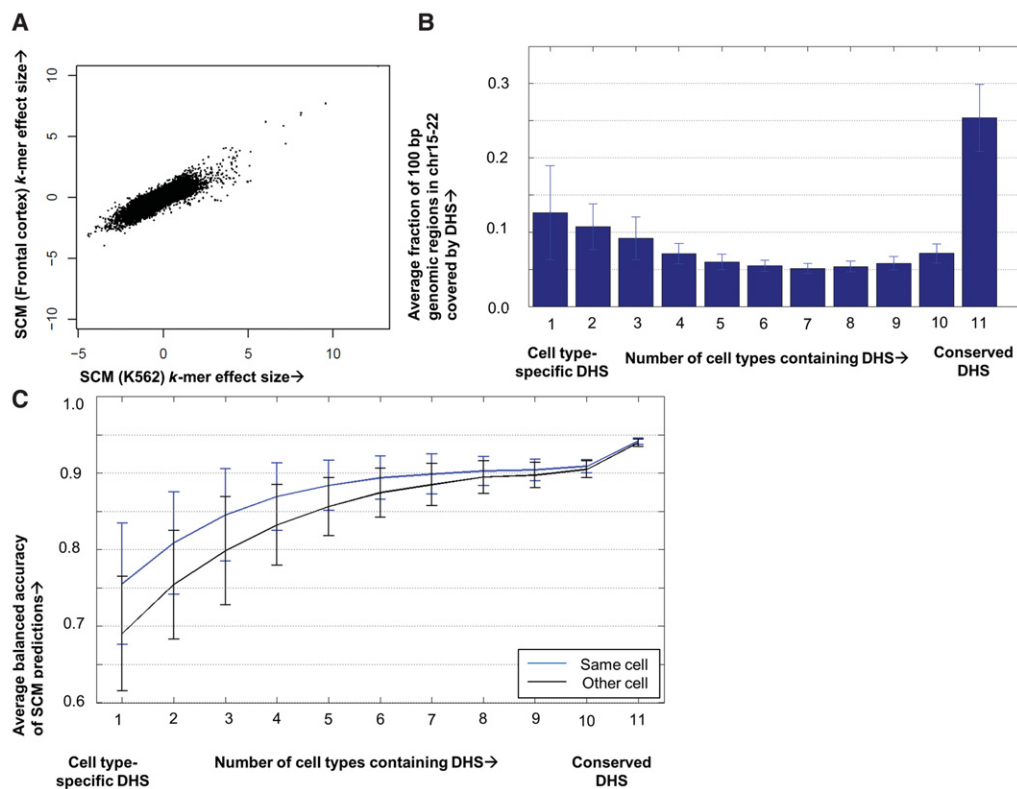 A
SCM (Frontal cortex) k-mer effect size→
10
5
0
−5
−10
−5
0
5
10
SCM (K562) k-mer effect size→
B
Average fraction of 100 bp
genomic regions in chr15-22
covered by DHS→
0.3
0.2
0.1
0.0
1 2 3 4 5 6 7 8 9 10 11
Cell type-
specific DHS
Number of cell types containing DHS→
Conserved
DHS
C
Average balanced accuracy
of SCM predictions→
1.0
0.9
0.8
0.7
0.6
Same cell
Other cell
1 2 3 4 5 6 7 8 9 10 11
Cell type-
specific DHS
Number of cell types containing DHS→
Conserved
DHS